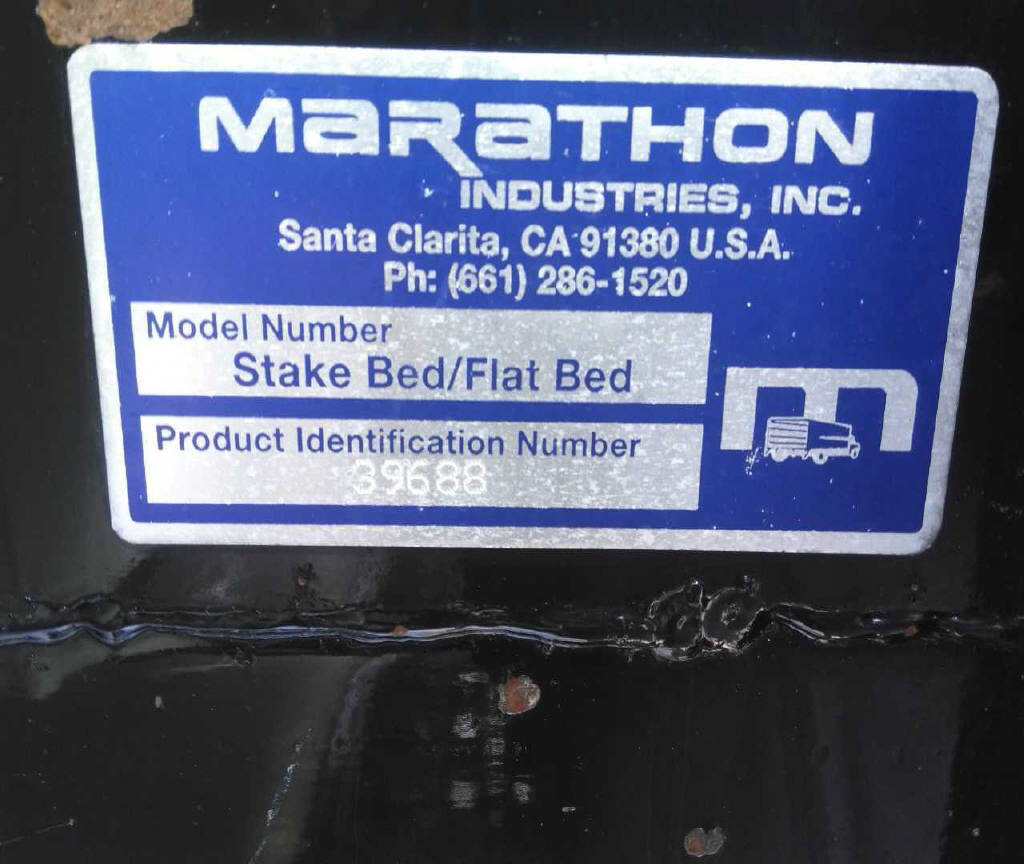 MARATHON
INDUSTRIES, INC.
Santa Clarita, CA 91380 U.S.A.
Ph: (661) 286-1520
Model Number
Stake Bed/Flat Bed
Product Identification Number
39688
m